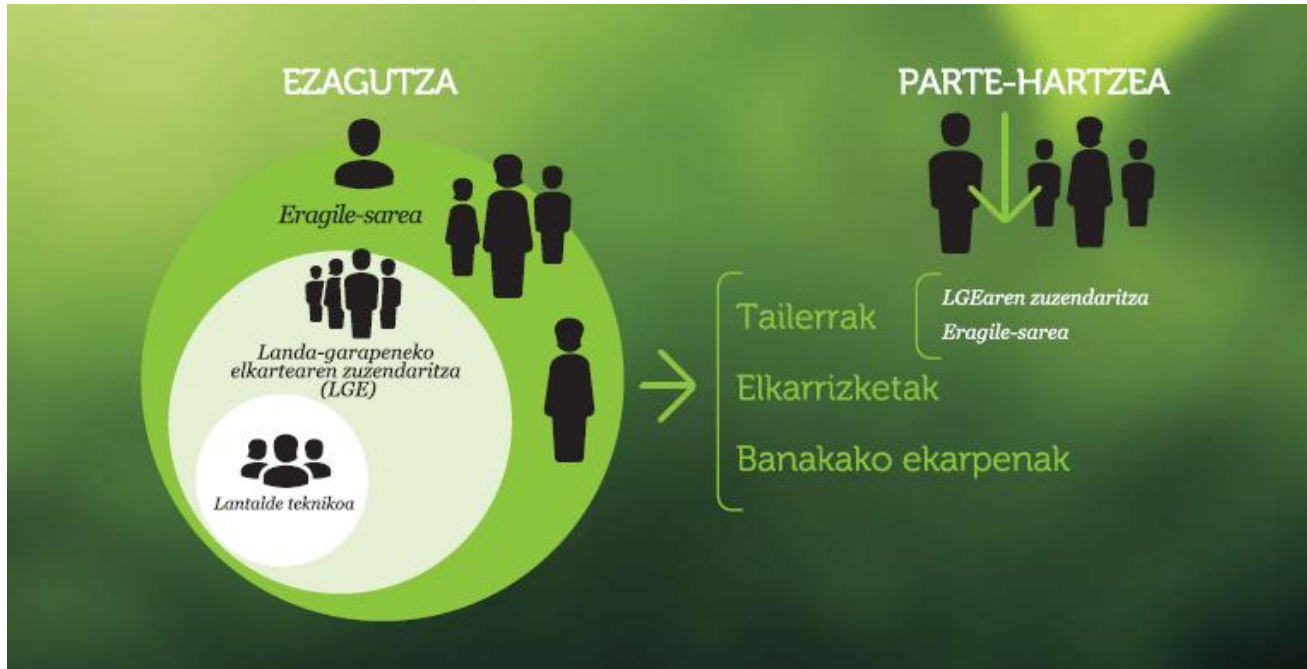 EZAGUTZA
Eragile-sarea
Landa-garapeneko
elkartearen zuzendaritza
(LGE)
Lantalde teknikoa
PARTE-HARTZEA
Tailerrak
LGEaren zuzendaritza
Eragile-sarea
Elkarrizketak
Banakako ekarpenak